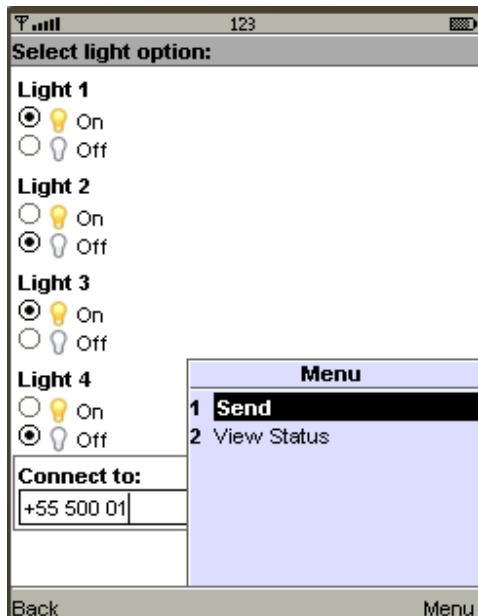 123
Select light option:
Light 1
On
Off
Light 2
On
Off
Light 3
On
Off
Light 4
On
Off
Connect to:
+55 500 01
Menu
1 Send
2 View Status
Back Menu